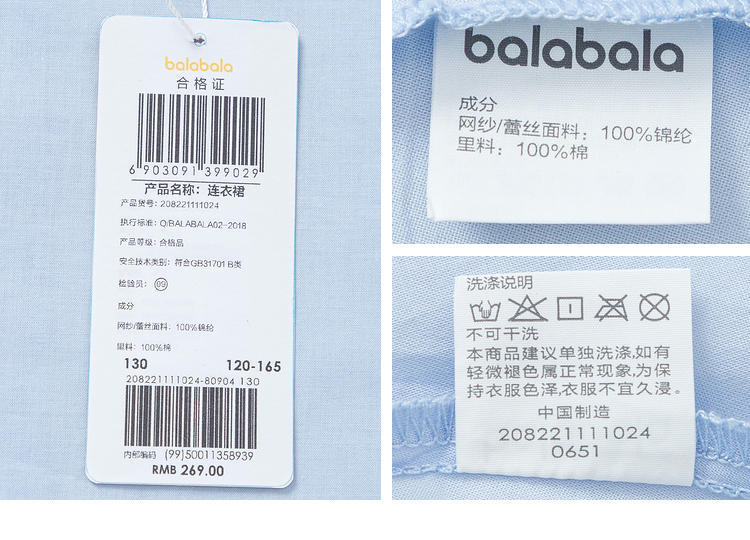 balabala
合格证
6 903091 399029
产品名称：连衣裙
产品货号：208221111024
执行标准：Q/BALABALA02-2018
产品等级：合格品
安全技术类别：符合GB31701 B类
检验员：09
成分
网纱/蕾丝面料：100%锦纶
里料：100%棉
130 120-165
208221111024-80904 130
内部编码 (99)50011358939
RMB 269.00
balabala
成分
网纱/蕾丝面料：100%锦纶
里料：100%棉
洗涤说明
不可干洗
本商品建议单独洗涤,如有
轻微褪色属正常现象,为保
持衣服色泽,衣服不宜久浸。
中国制造
208221111024
0651